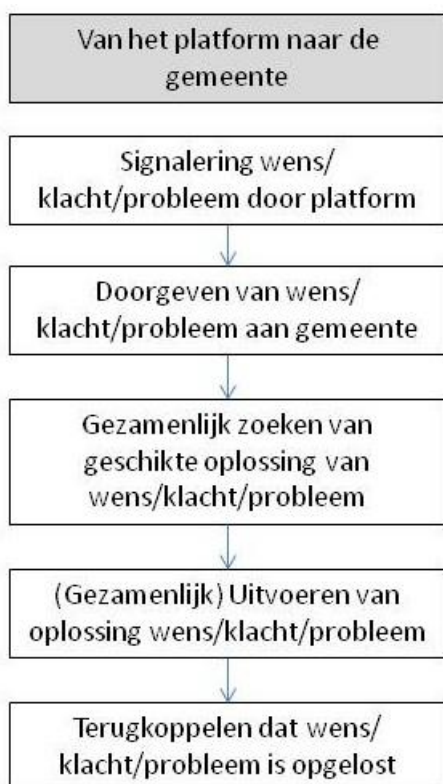 Van het platform naar de
gemeente
Signalering wens/
klacht/probleem door platform
Doorgeven van wens/
klacht/probleem aan gemeente
Gezamenlijk zoeken van
geschikte oplossing van
wens/klacht/probleem
(Gezamenlijk) Uitvoeren van
oplossing wens/klacht/probleem
Terugkoppelen dat wens/
klacht/probleem is opgelost